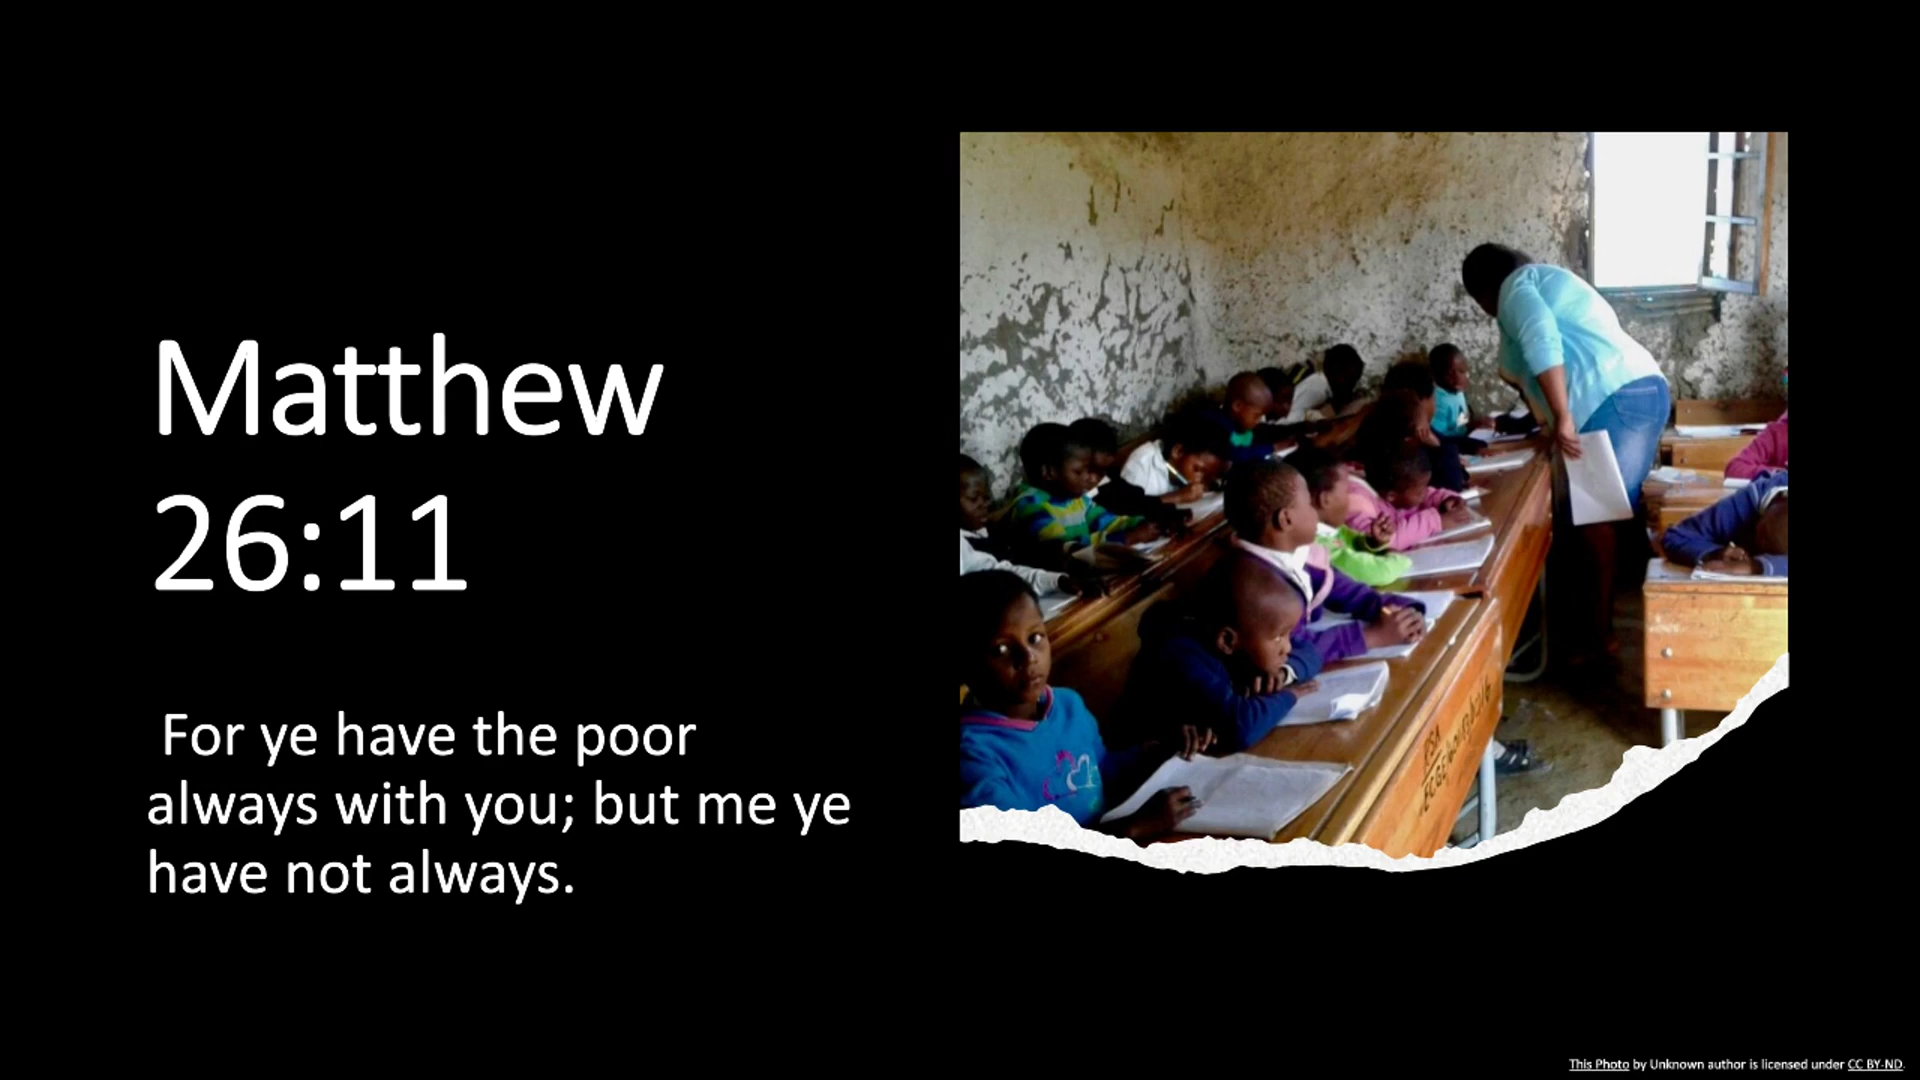 Matthew
26:11
For ye have the poor
always with you; but me ye
have not always.
This Photo by Unknown author is licensed under CC BY-ND.